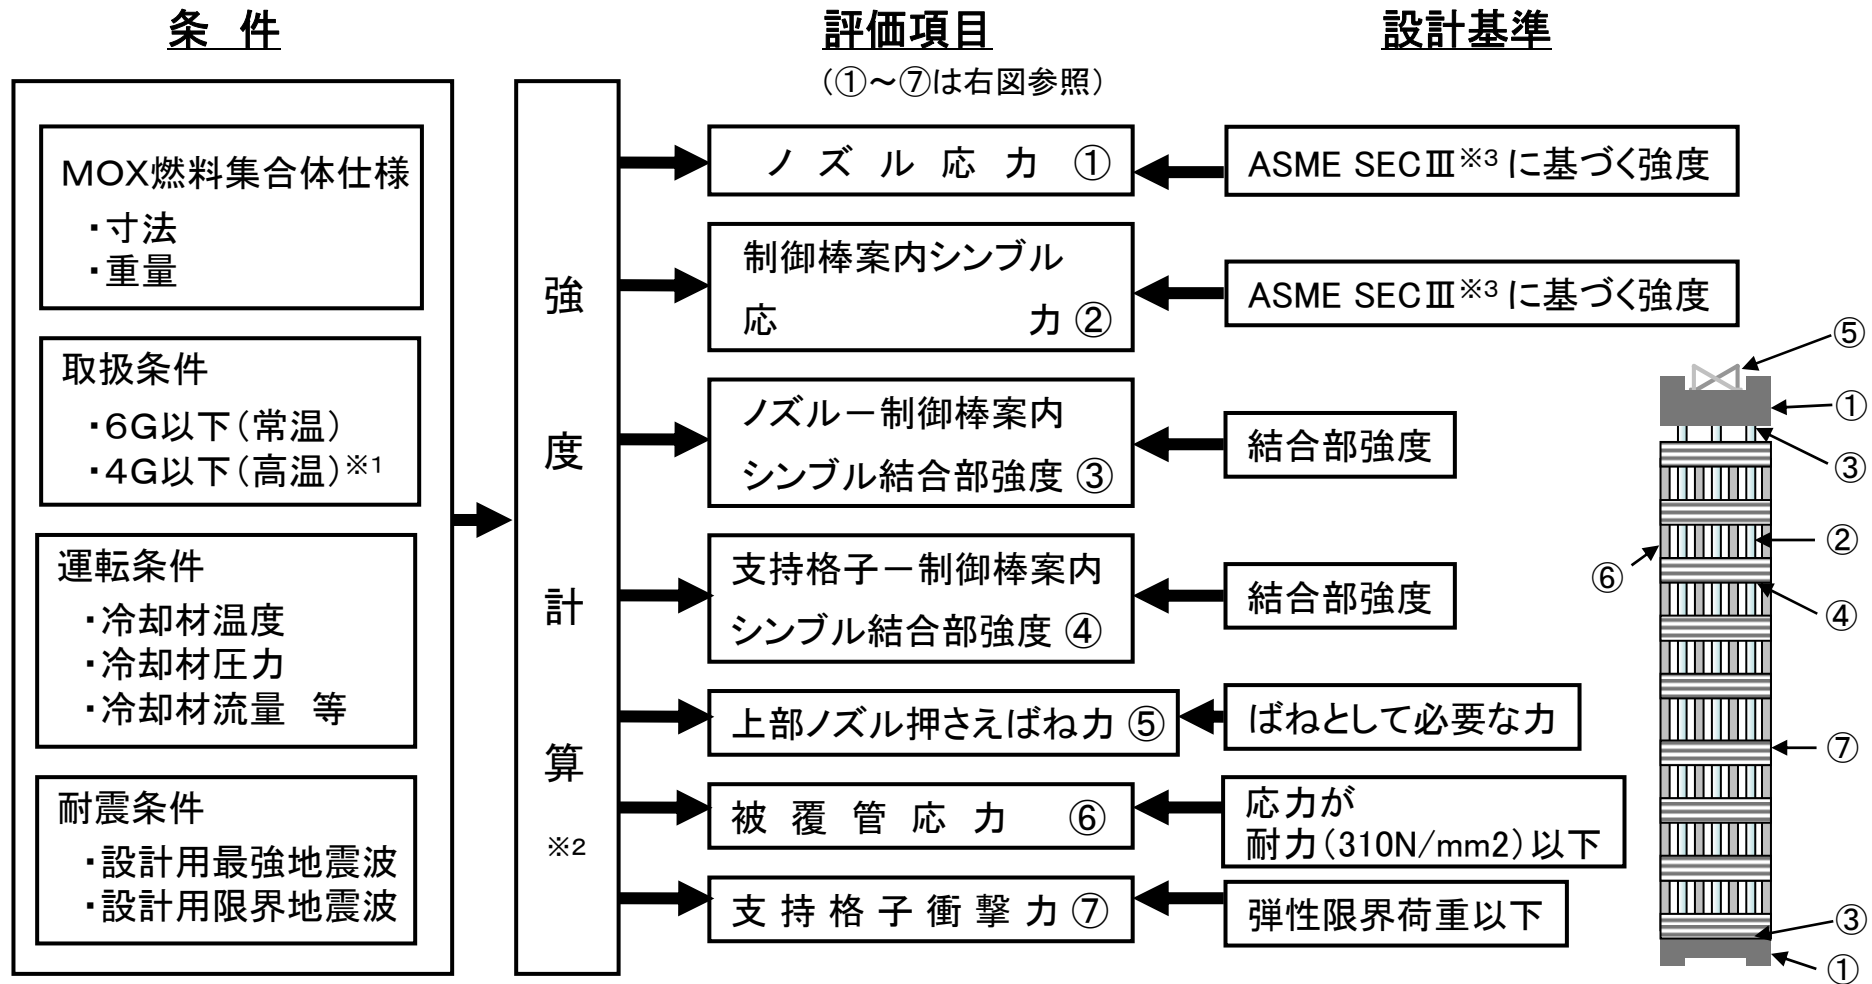 条 件
MOX燃料集合体仕様
・寸法
・重量
取扱条件
・6G以下(常温)
・4G以下(高温)※1
運転条件
・冷却材温度
・冷却材圧力
・冷却材流量 等
耐震条件
・設計用最強地震波
・設計用限界地震波
強
度
計
算
※2
評価項目
(①~⑦は右図参照)
ノ ズ ル 応 力 ①
制御棒案内シンブル
応 力 ②
ノズル-制御棒案内
シンブル結合部強度 ③
支持格子-制御棒案内
シンブル結合部強度 ④
上部ノズル押さえばね力 ⑤
被 覆 管 応 力 ⑥
支 持 格 子 衝 撃 力 ⑦
設計基準
ASME SECⅢ※3 に基づく強度
ASME SECⅢ※3 に基づく強度
結合部強度
結合部強度
ばねとして必要な力
応力が
耐力(310N/mm2)以下
弾性限界荷重以下
⑤
①
③
②
⑥
④
⑦
③
①